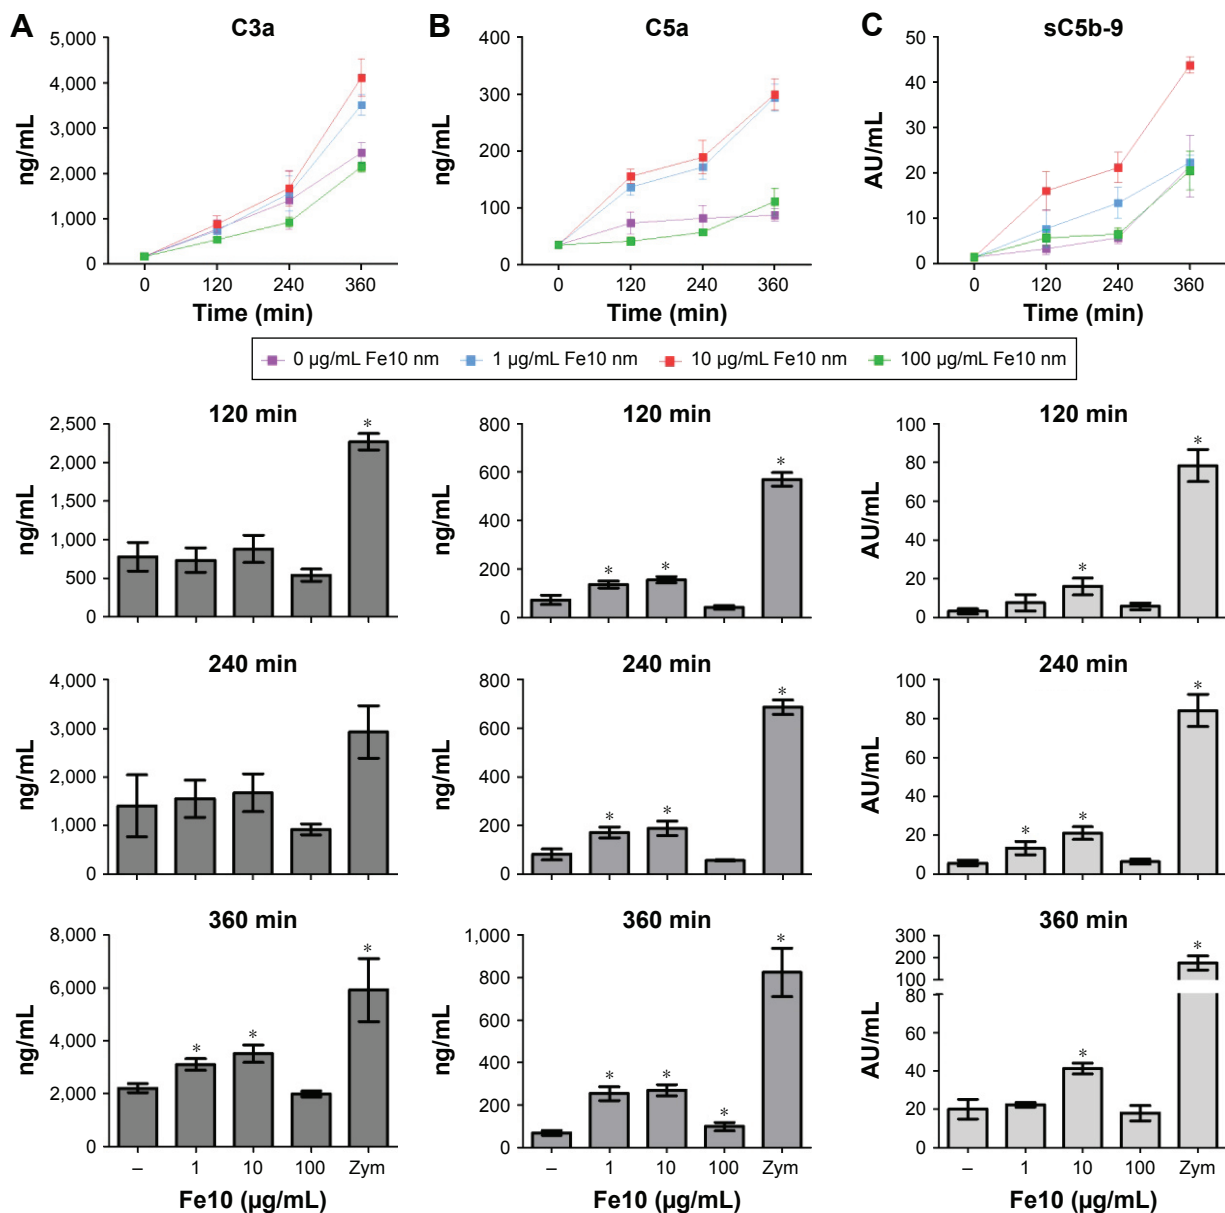 A C3a
5,000
4,000
3,000
2,000
1,000
0
ng/mL
0 120 240 360
Time (min)
B C5a
400
300
200
100
0
ng/mL
0 120 240 360
Time (min)
C sC5b-9
50
40
30
20
10
0
AU/mL
0 120 240 360
Time (min)
0 µg/mL Fe10 nm 1 µg/mL Fe10 nm 10 µg/mL Fe10 nm 100 µg/mL Fe10 nm
120 min
2,500
2,000
1,500
1,000
500
0
ng/mL
*
120 min
800
600
400
200
0
ng/mL
* * *
120 min
100
80
60
40
20
0
AU/mL
* *
240 min
4,000
3,000
2,000
1,000
0
ng/mL
240 min
800
600
400
200
0
ng/mL
* * *
240 min
100
80
60
40
20
0
AU/mL
* * *
360 min
8,000
6,000
4,000
2,000
0
ng/mL
* * *
– 1 10 100 Zym
Fe10 (µg/mL)
360 min
1,000
800
600
400
200
0
ng/mL
* * * *
– 1 10 100 Zym
Fe10 (µg/mL)
360 min
300
200
100
80
60
40
20
0
AU/mL
* *
– 1 10 100 Zym
Fe10 (µg/mL)